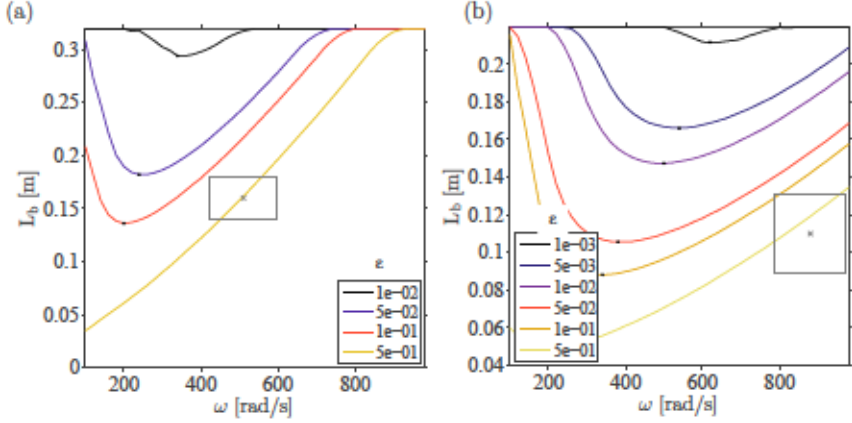 (a)
0.3
0.25
0.2
0.15
0.1
0.05
0
L_b [m]
200 400 600 800
ω [rad/s]
ε
1e−02
5e−02
1e−01
5e−01
(b)
0.2
0.18
0.16
0.14
0.12
0.1
0.08
0.06
0.04
L_b [m]
200 400 600 800
ω [rad/s]
ε
1e−03
5e−03
1e−02
5e−02
1e−01
5e−01